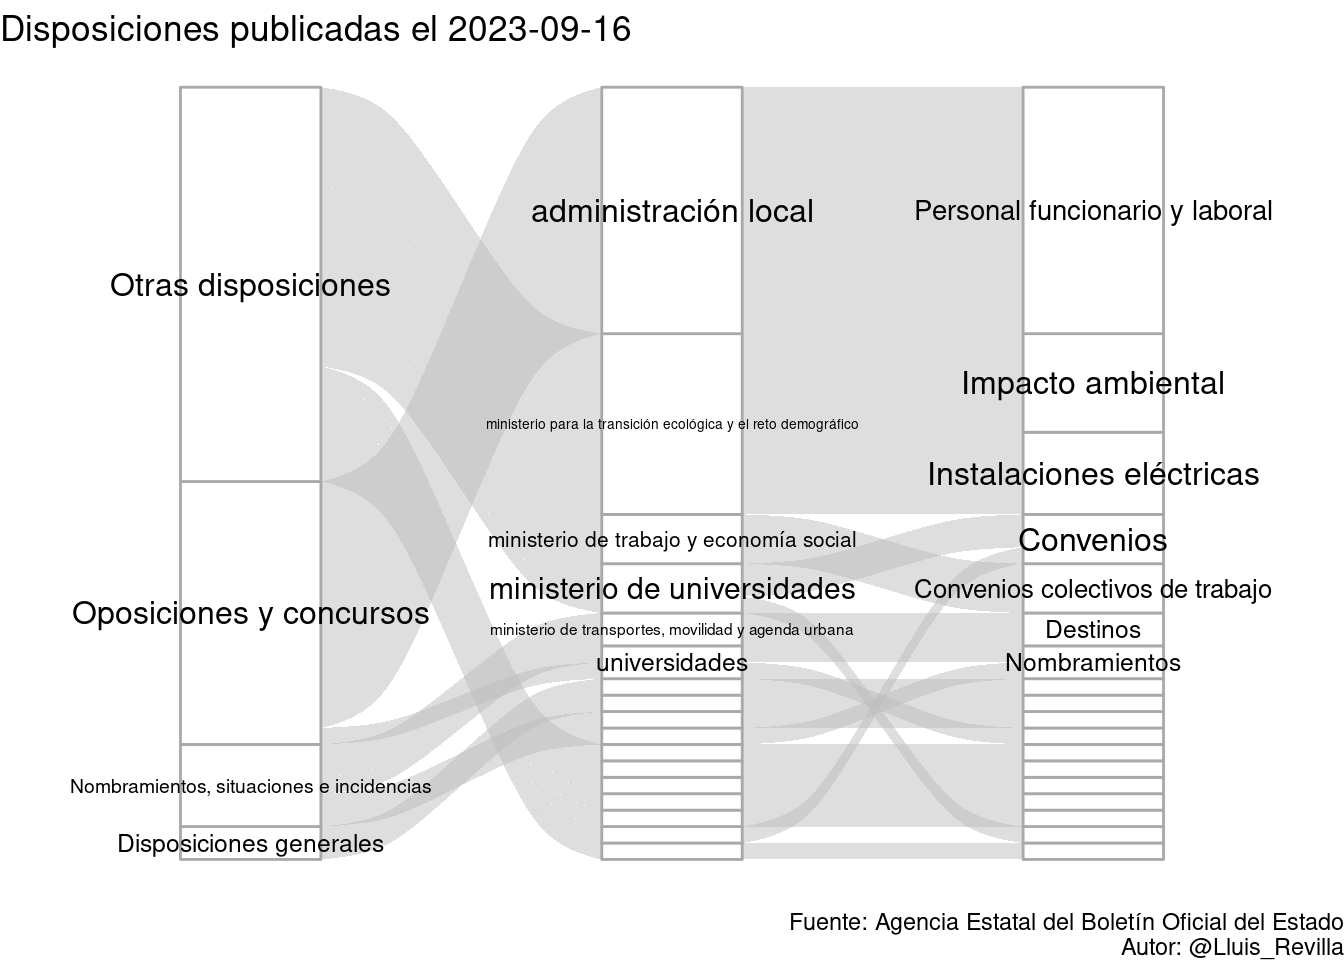 Disposiciones publicadas el 2023-09-16
Otras disposiciones
Oposiciones y concursos
Nombramientos, situaciones e incidencias
Disposiciones generales
administración local
ministerio para la transición ecológica y el reto demográfico
ministerio de trabajo y economía social
ministerio de universidades
ministerio de transportes, movilidad y agenda urbana
universidades
Personal funcionario y laboral
Impacto ambiental
Instalaciones eléctricas
Convenios
Convenios colectivos de trabajo
Destinos
Nombramientos
Fuente: Agencia Estatal del Boletín Oficial del Estado
Autor: @Lluis_Revilla